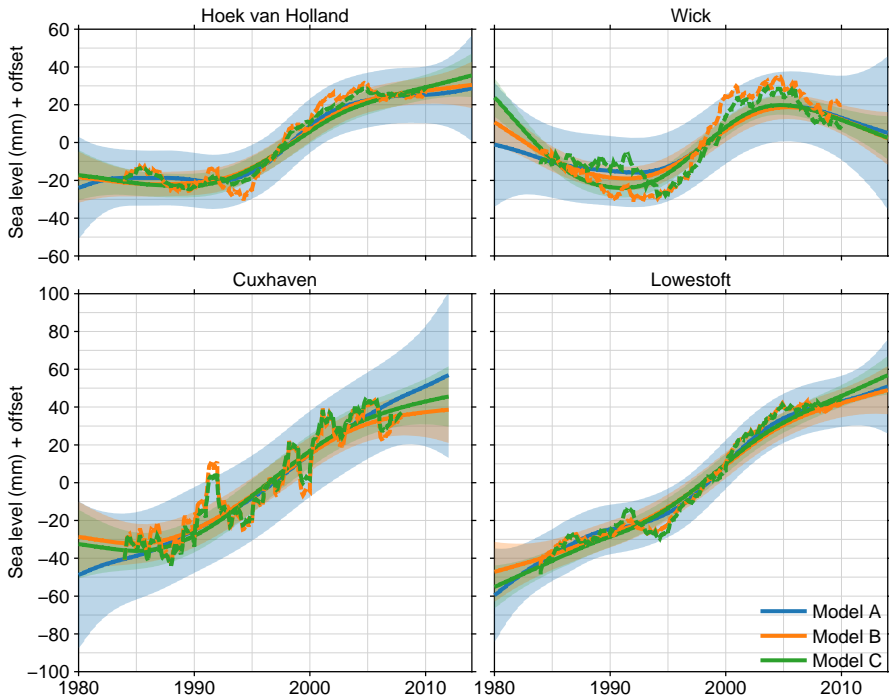 Hoek van Holland
Wick
Sea level (mm) + offset
60
40
20
0
−20
−40
−60
Cuxhaven
Lowestoft
Sea level (mm) + offset
100
80
60
40
20
0
−20
−40
−60
−80
−100
1980
1990
2000
2010
1980
1990
2000
2010
Model A
Model B
Model C